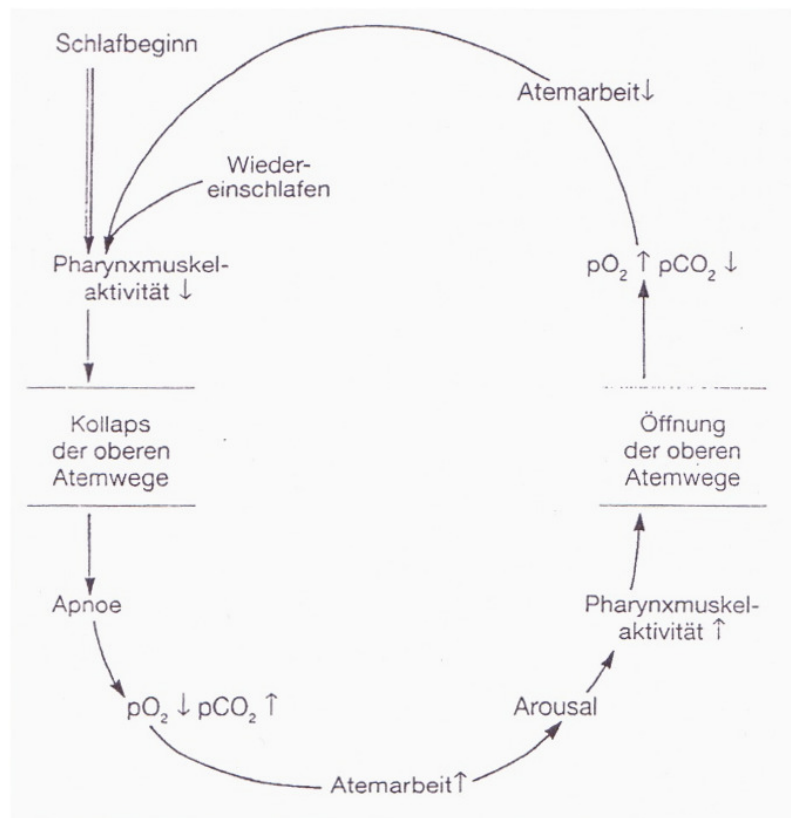 Schlafbeginn
Atemarbeit↓
Wieder-
einschlafen
Pharynxmuskel-
aktivität ↓
pO₂ ↑ pCO₂ ↓
Kollaps
der oberen
Atemwege
Öffnung
der oberen
Atemwege
Apnoe
Pharynxmuskel-
aktivität ↑
pO₂ ↓ pCO₂ ↑
Arousal
Atemarbeit↑